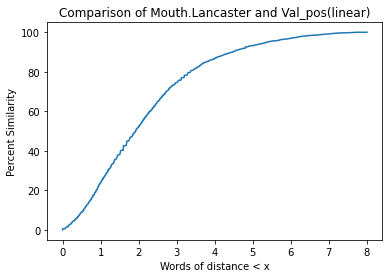 Comparison of Mouth.Lancaster and Val_pos(linear)
100
80
60
40
20
0
Percent Similarity
0 1 2 3 4 5 6 7 8
Words of distance < x